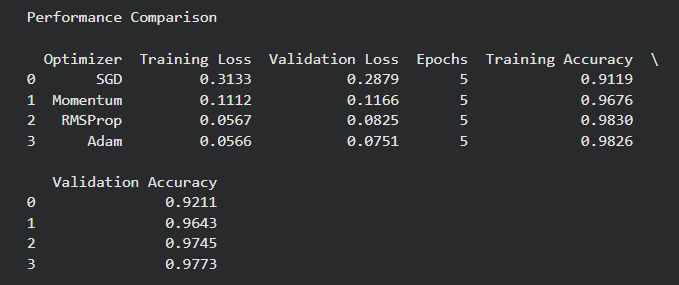 Performance Comparison
Optimizer Training Loss Validation Loss Epochs Training Accuracy \
0 SGD 0.3133 0.2879 5 0.9119
1 Momentum 0.1112 0.1166 5 0.9676
2 RMSProp 0.0567 0.0825 5 0.9830
3 Adam 0.0566 0.0751 5 0.9826
Validation Accuracy
0 0.9211
1 0.9643
2 0.9745
3 0.9773